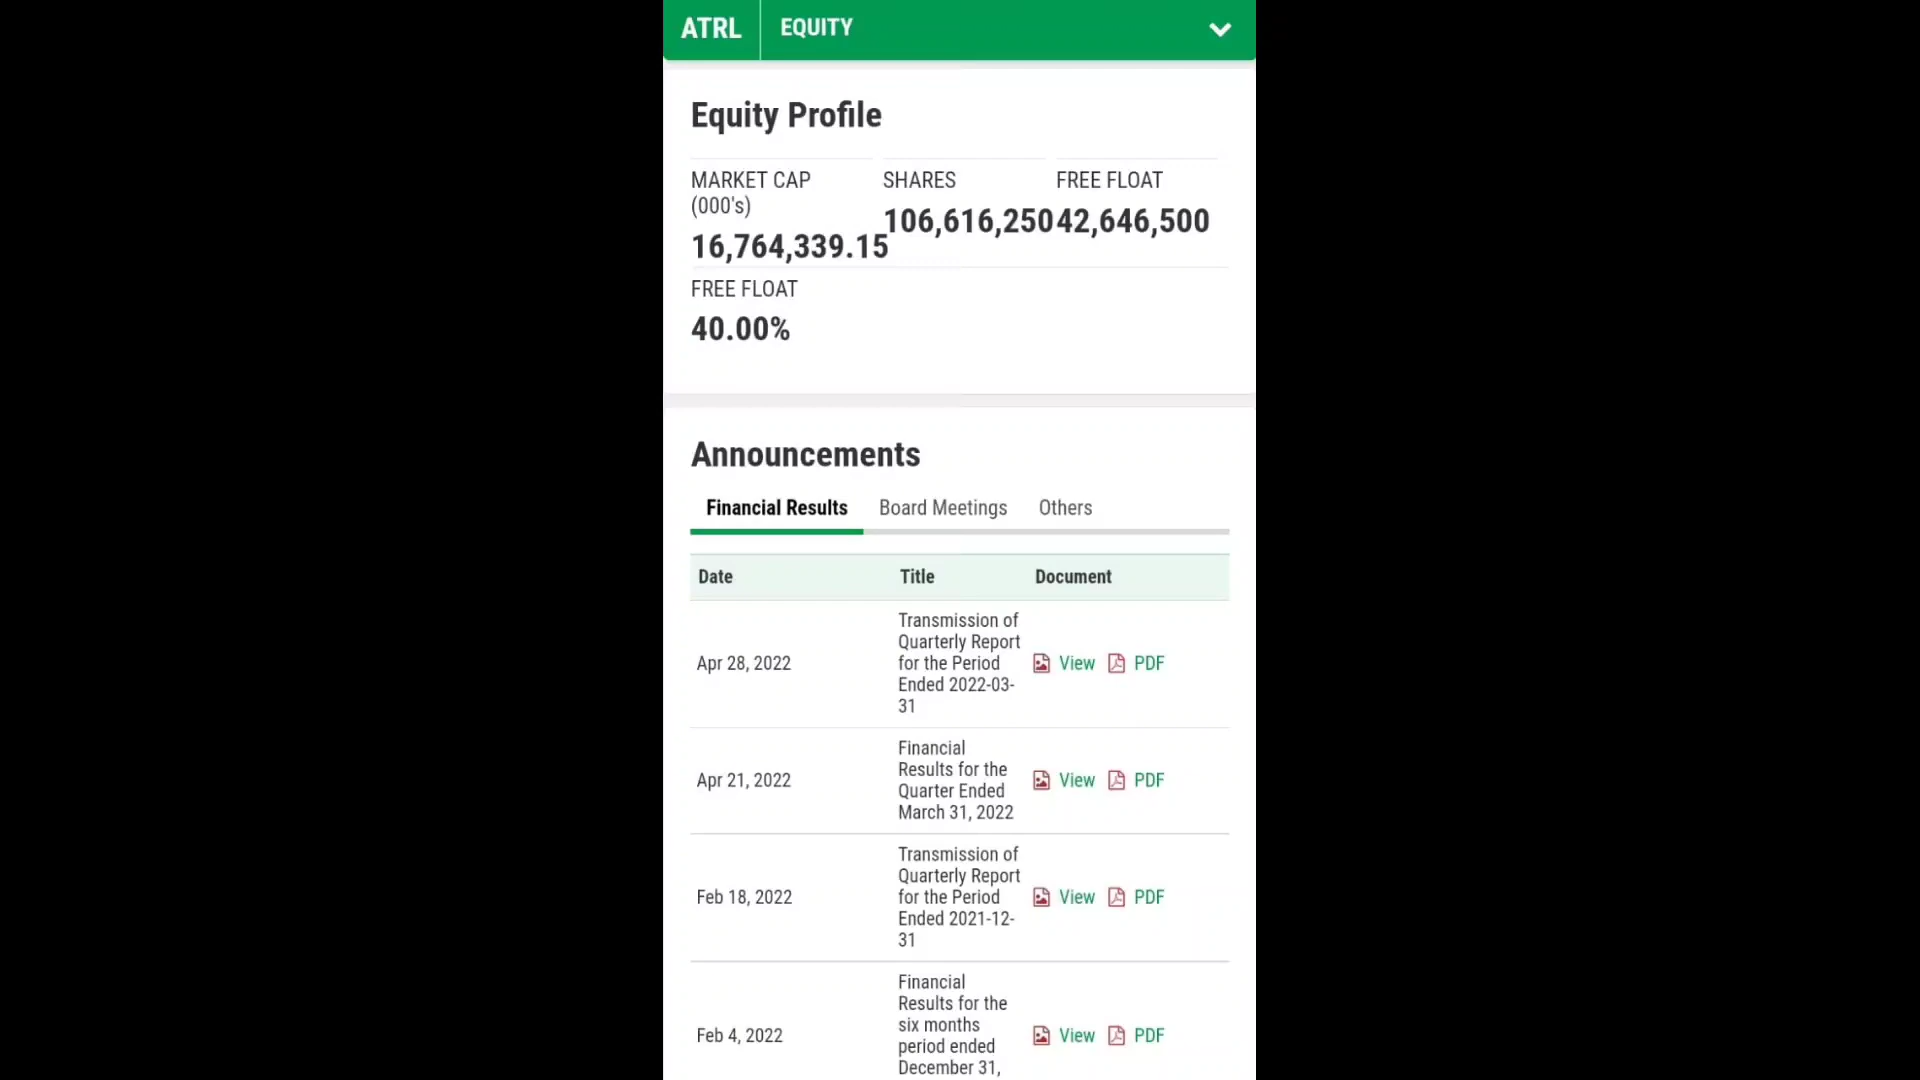 ATRL
EQUITY
Equity Profile
MARKET CAP
(000's)
16,764,339.15
SHARES
106,616,250
FREE FLOAT
42,646,500
FREE FLOAT
40.00%
Announcements
Financial Results
Board Meetings
Others
Date
Title
Document
Apr 28, 2022
Transmission of
Quarterly Report
for the Period
Ended 2022-03-
31
View
PDF
Apr 21, 2022
Financial
Results for the
Quarter Ended
March 31, 2022
View
PDF
Feb 18, 2022
Transmission of
Quarterly Report
for the Period
Ended 2021-12-
31
View
PDF
Feb 4, 2022
Financial
Results for the
six months
period ended
December 31,
View
PDF